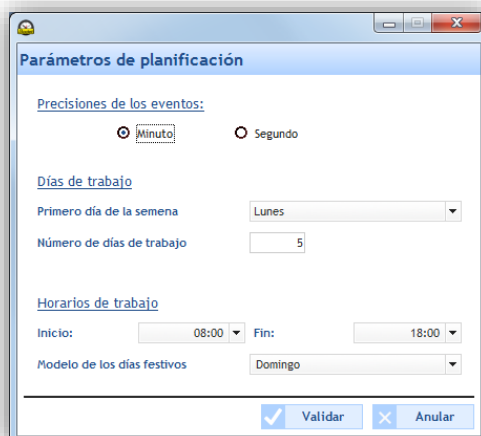 Parámetros de planificación
Precisiones de los eventos:
Minuto Segundo
Días de trabajo
Primero día de la semena Lunes
Número de días de trabajo 5
Horarios de trabajo
Inicio: 08:00 Fin: 18:00
Modelo de los días festivos Domingo
Validar Anular